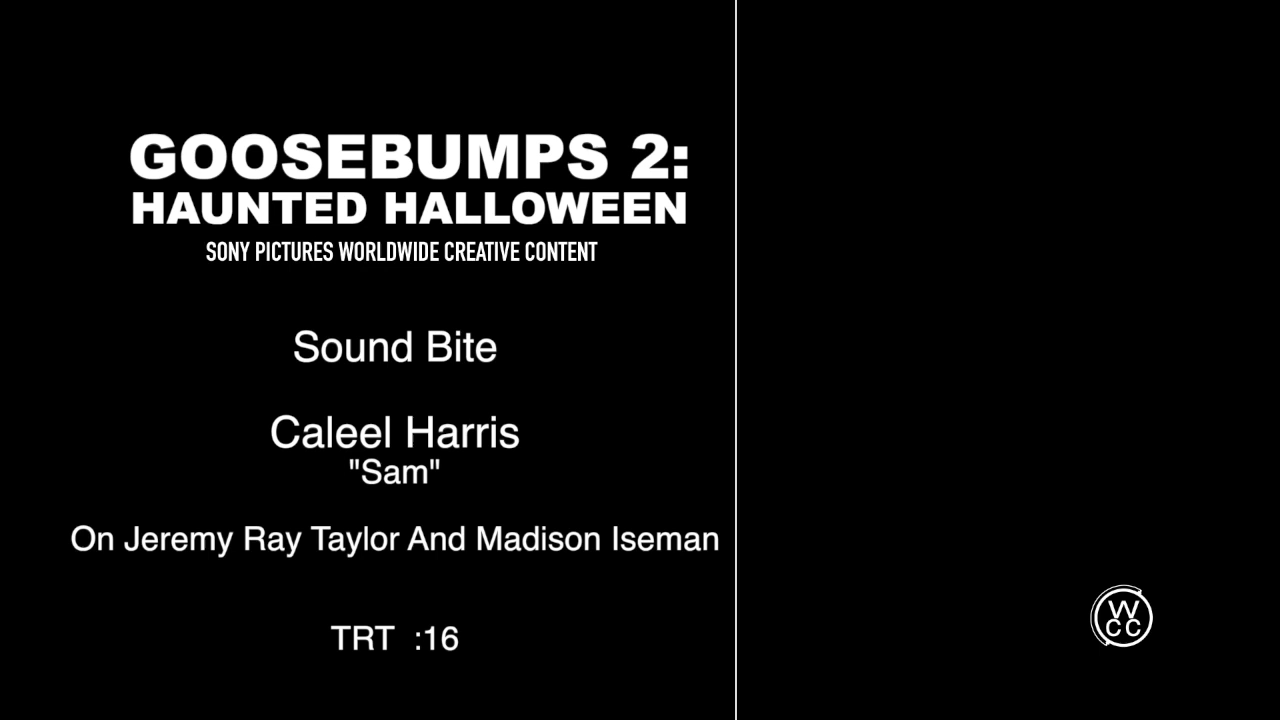 GOOSEBUMPS 2:
HAUNTED HALLOWEEN
SONY PICTURES WORLDWIDE CREATIVE CONTENT
Sound Bite
Caleel Harris
"Sam"
On Jeremy Ray Taylor And Madison Iseman
TRT :16
W
CC